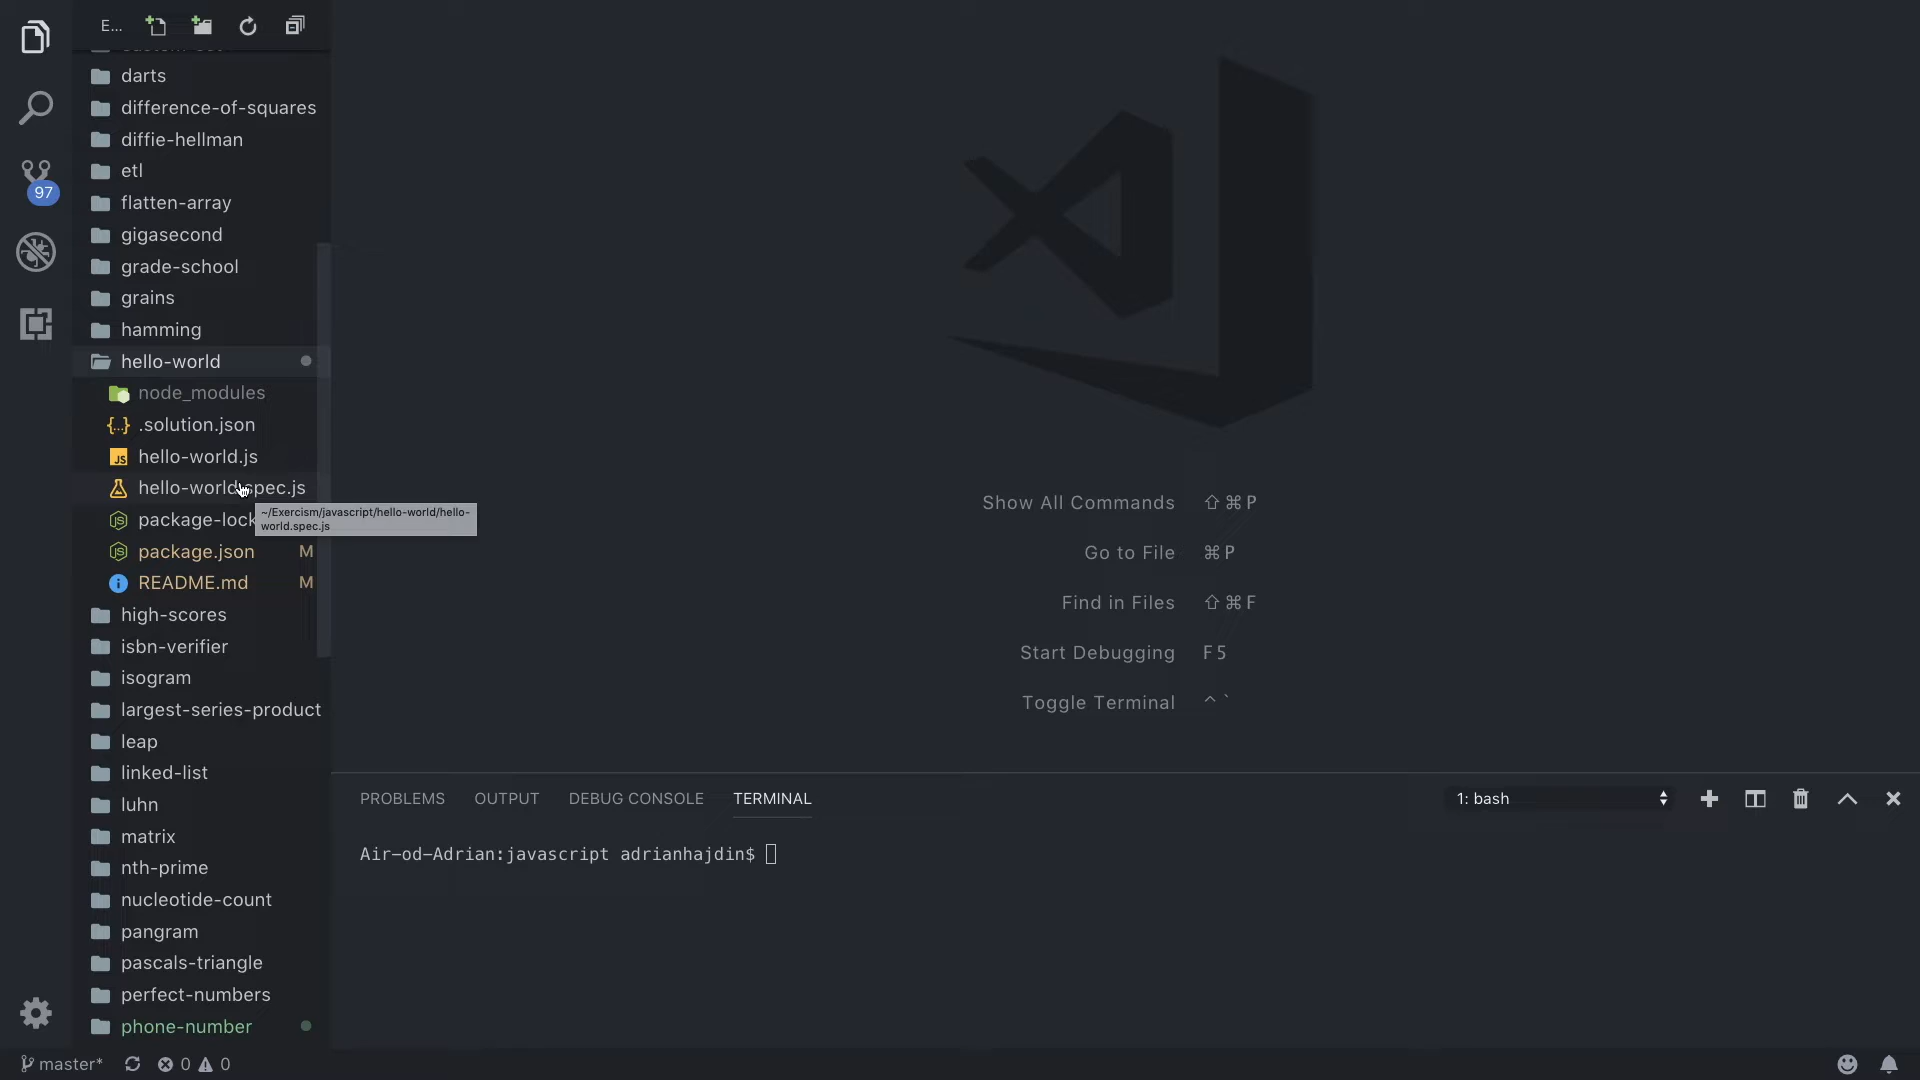 E...
darts
difference-of-squares
diffie-hellman
etl
97
flatten-array
gigasecond
grade-school
grains
hamming
hello-world
node_modules
.solution.json
hello-world.js
hello-world.spec.js
package-lock
~/Exercism/javascript/hello-world/hello-
world.spec.js
package.json M
README.md M
high-scores
isbn-verifier
isogram
largest-series-product
leap
linked-list
luhn
matrix
nth-prime
nucleotide-count
pangram
pascals-triangle
perfect-numbers
phone-number
Show All Commands ⇧⌘P
Go to File ⌘P
Find in Files ⇧⌘F
Start Debugging F5
Toggle Terminal ^`
PROBLEMS OUTPUT DEBUG CONSOLE TERMINAL 1: bash
Air-od-Adrian:javascript adrianhajdin$
master* 0 0